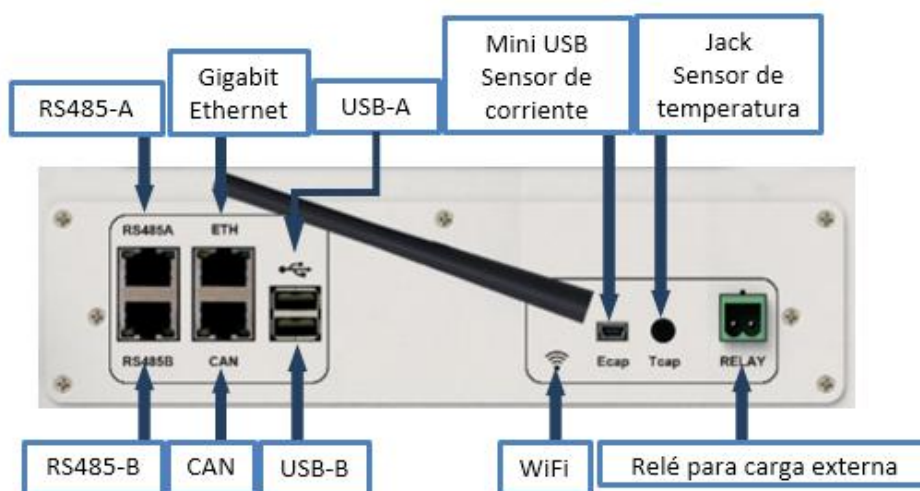 Mini USB
Sensor de
corriente
Jack
Sensor de
temperatura
Gigabit
Ethernet
RS485-A
USB-A
RS485A
ETH
RS485B
CAN
Ecap
Tcap
RELAY
RS485-B
CAN
USB-B
WiFi
Relé para carga externa